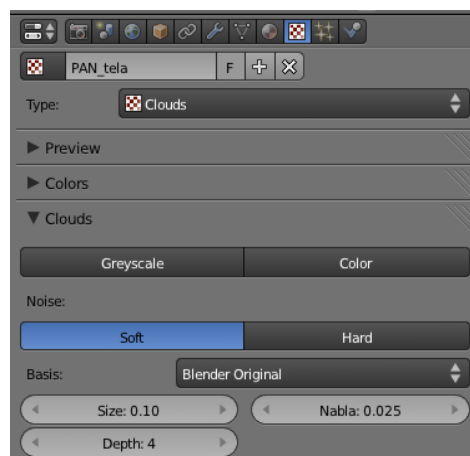 PAN_tela F
Type: Clouds
Preview
Colors
Clouds
Greyscale Color
Noise:
Soft Hard
Basis: Blender Original
Size: 0.10 Nabla: 0.025
Depth: 4